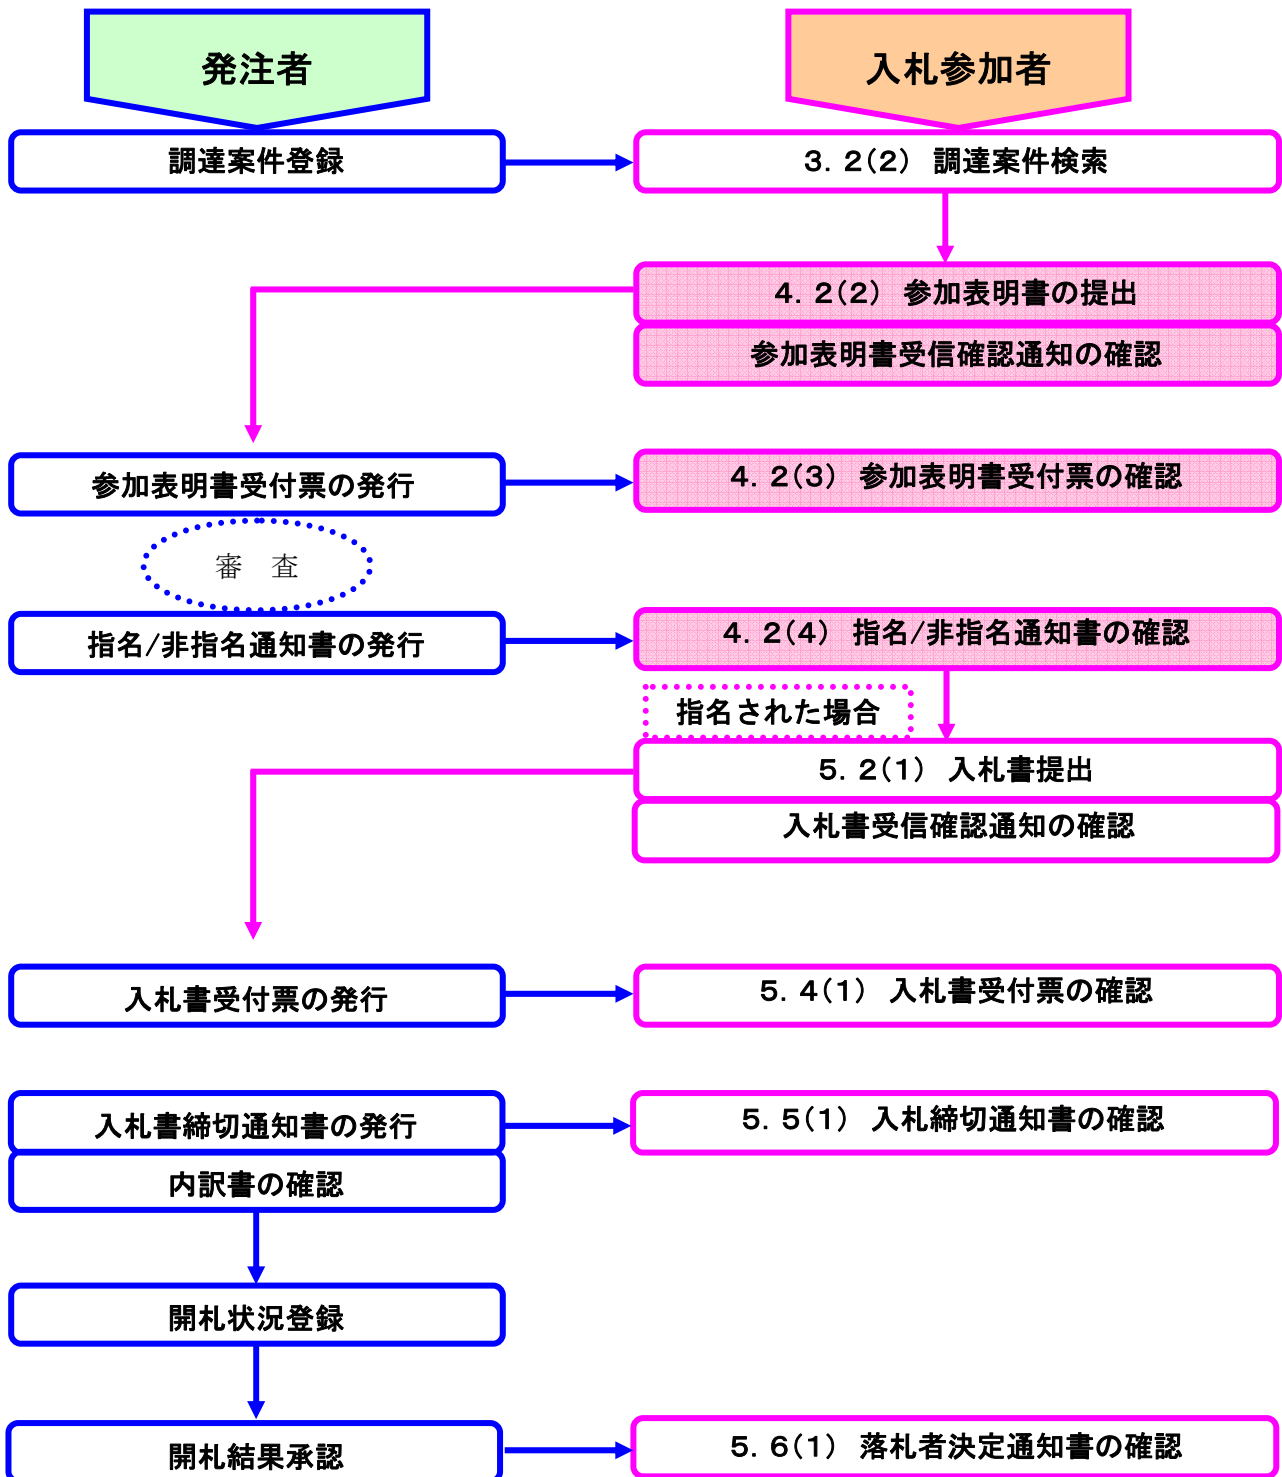 発注者
入札参加者
調達案件登録
３．２（２） 調達案件検索
４．２（２） 参加表明書の提出
参加表明書受信確認通知の確認
参加表明書受付票の発行
４．２（３） 参加表明書受付票の確認
審　査
指名/非指名通知書の発行
４．２（４） 指名/非指名通知書の確認
指名された場合
５．２（１） 入札書提出
入札書受信確認通知の確認
入札書受付票の発行
５．４（１） 入札書受付票の確認
入札書締切通知書の発行
５．５（１） 入札締切通知書の確認
内訳書の確認
開札状況登録
開札結果承認
５．６（１） 落札者決定通知書の確認